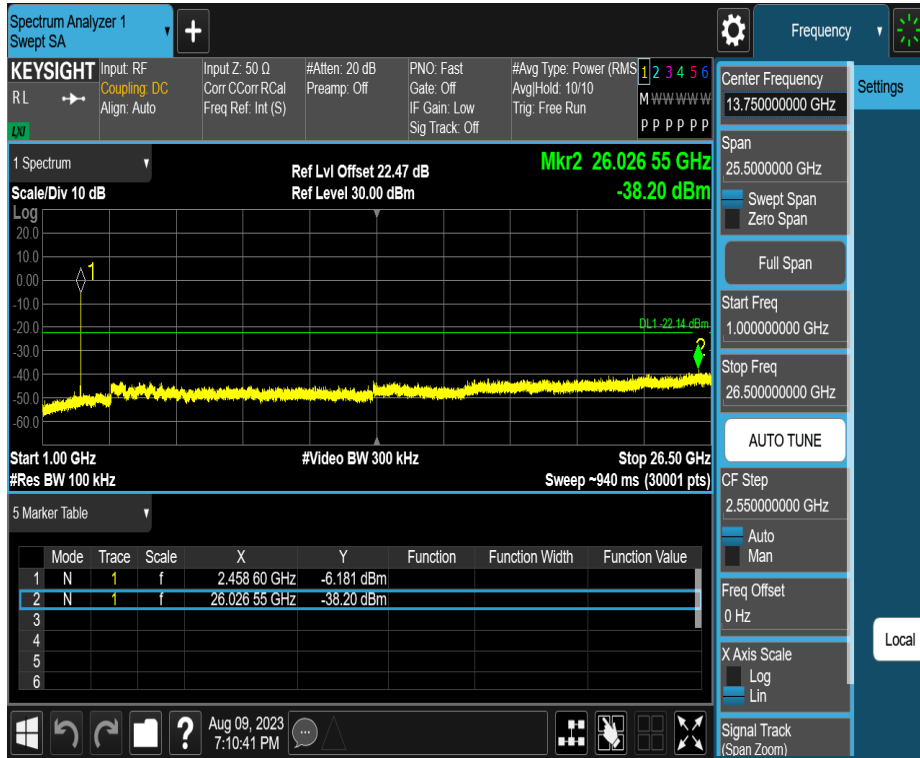 Spectrum Analyzer 1
Swept SA
Frequency
KEYSIGHT
R L
LXI
Input: RF
Coupling: DC
Align: Auto
Input Z: 50 Ω
Corr CCorr RCal
Freq Ref: Int (S)
#Atten: 20 dB
Preamp: Off
PNO: Fast
Gate: Off
IF Gain: Low
Sig Track: Off
#Avg Type: Power (RMS
Avg|Hold: 10/10
Trig: Free Run
1 2 3 4 5 6
M W W W W W
P P P P P P
1 Spectrum
Scale/Div 10 dB
Log
Ref Lvl Offset 22.47 dB
Ref Level 30.00 dBm
Mkr2 26.026 55 GHz
-38.20 dBm
20.0
10.0
0.00
-10.0
-20.0
-30.0
-40.0
-50.0
-60.0
1
DL1 -22.14 dBm
2
Start 1.00 GHz
#Res BW 100 kHz
#Video BW 300 kHz
Stop 26.50 GHz
Sweep ~940 ms (30001 pts)
5 Marker Table
Mode Trace Scale X Y Function Function Width Function Value
1 N 1 f 2.458 60 GHz -6.181 dBm
2 N 1 f 26.026 55 GHz -38.20 dBm
3
4
5
6
?
Aug 09, 2023
7:10:41 PM
Center Frequency
13.750000000 GHz
Span
25.5000000 GHz
Swept Span
Zero Span
Full Span
Start Freq
1.000000000 GHz
Stop Freq
26.500000000 GHz
AUTO TUNE
CF Step
2.550000000 GHz
Auto
Man
Freq Offset
0 Hz
X Axis Scale
Log
Lin
Signal Track
(Span Zoom)
Settings
Local